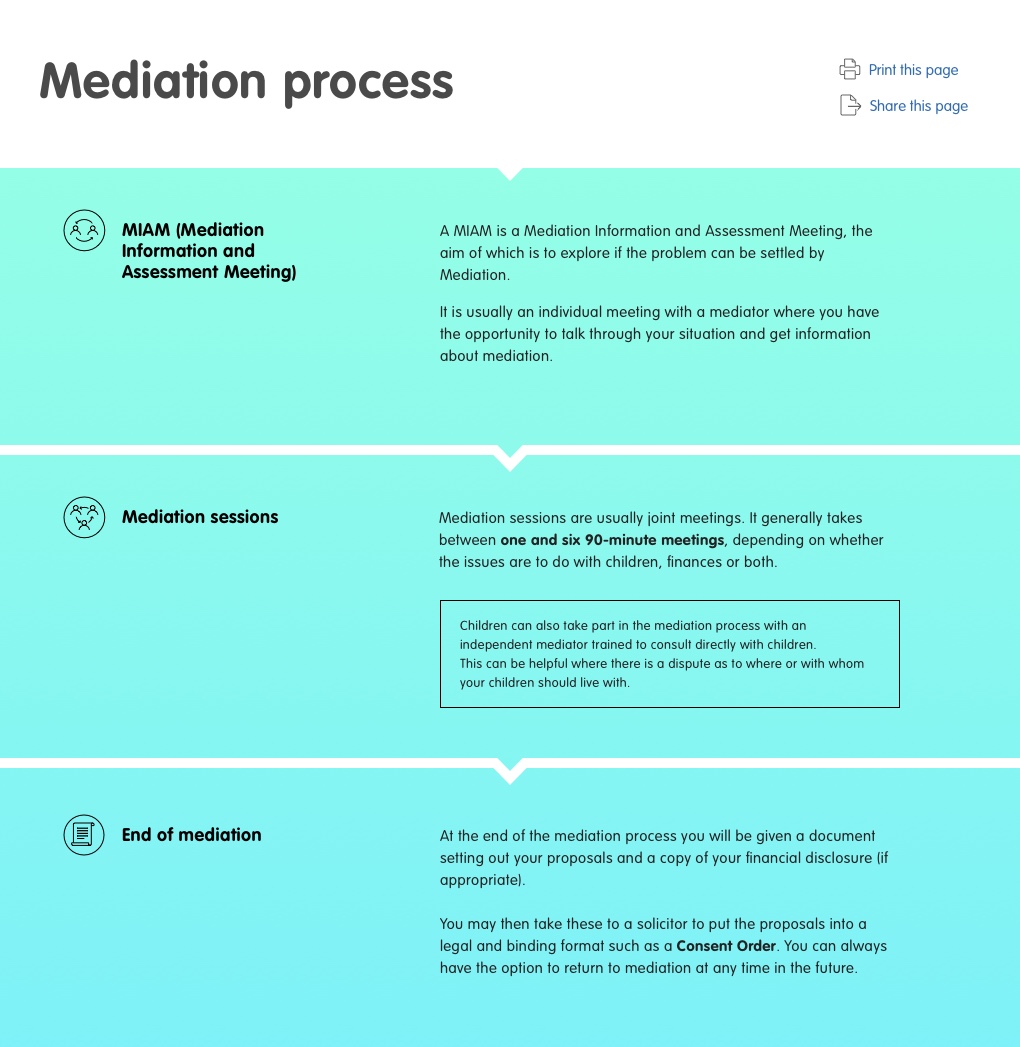 Mediation process
Print this page
Share this page
MIAM (Mediation
Information and
Assessment Meeting)
A MIAM is a Mediation Information and Assessment Meeting, the
aim of which is to explore if the problem can be settled by
Mediation.
It is usually an individual meeting with a mediator where you have
the opportunity to talk through your situation and get information
about mediation.
Mediation sessions
Mediation sessions are usually joint meetings. It generally takes
between one and six 90-minute meetings, depending on whether
the issues are to do with children, finances or both.
Children can also take part in the mediation process with an
independent mediator trained to consult directly with children.
This can be helpful where there is a dispute as to where or with whom
your children should live with.
End of mediation
At the end of the mediation process you will be given a document
setting out your proposals and a copy of your financial disclosure (if
appropriate).
You may then take these to a solicitor to put the proposals into a
legal and binding format such as a Consent Order. You can always
have the option to return to mediation at any time in the future.